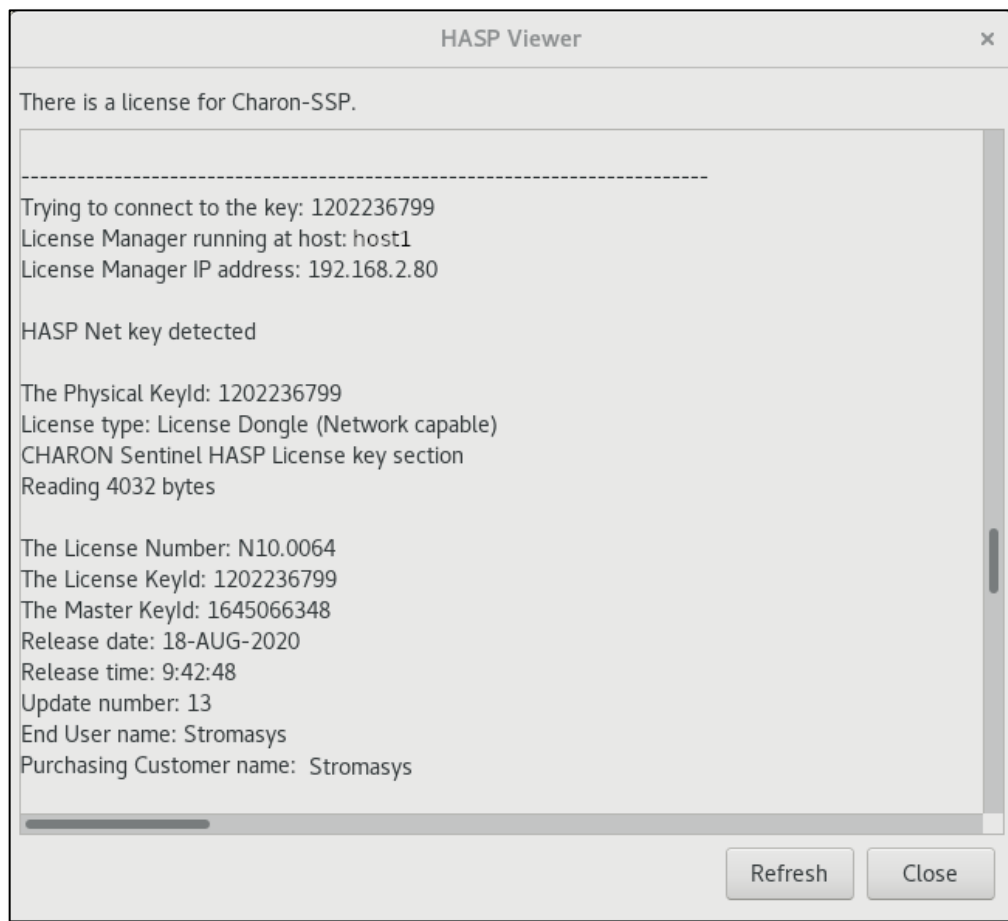 HASP Viewer ×
There is a license for Charon-SSP.
--------------------------------------------------------------------------
Trying to connect to the key: 1202236799
License Manager running at host: host1
License Manager IP address: 192.168.2.80
HASP Net key detected
The Physical KeyId: 1202236799
License type: License Dongle (Network capable)
CHARON Sentinel HASP License key section
Reading 4032 bytes
The License Number: N10.0064
The License KeyId: 1202236799
The Master KeyId: 1645066348
Release date: 18-AUG-2020
Release time: 9:42:48
Update number: 13
End User name: Stromasys
Purchasing Customer name: Stromasys
Refresh Close